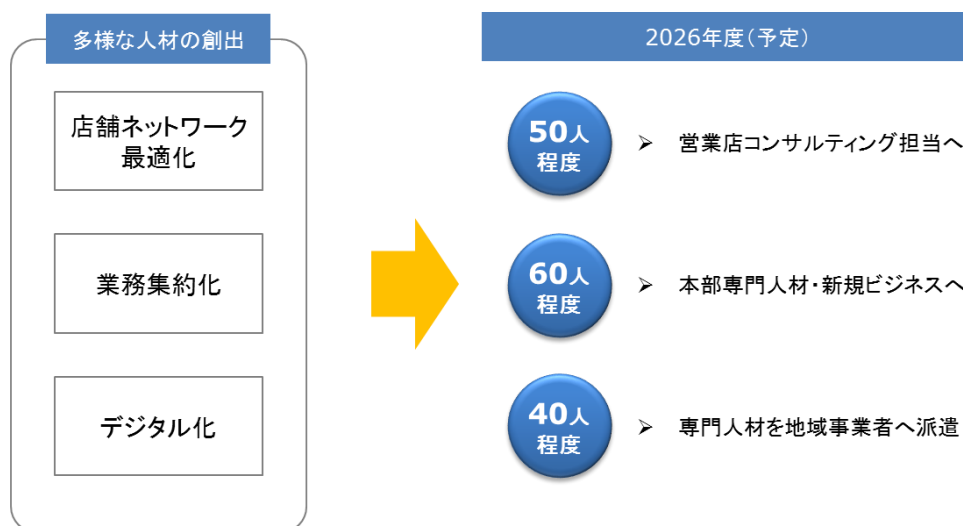 多様な人材の創出
店舗ネットワーク
最適化
業務集約化
デジタル化
2026年度(予定)
50人
程度
➢ 営業店コンサルティング担当へ
60人
程度
➢ 本部専門人材・新規ビジネスへ
40人
程度
➢ 専門人材を地域事業者へ派遣